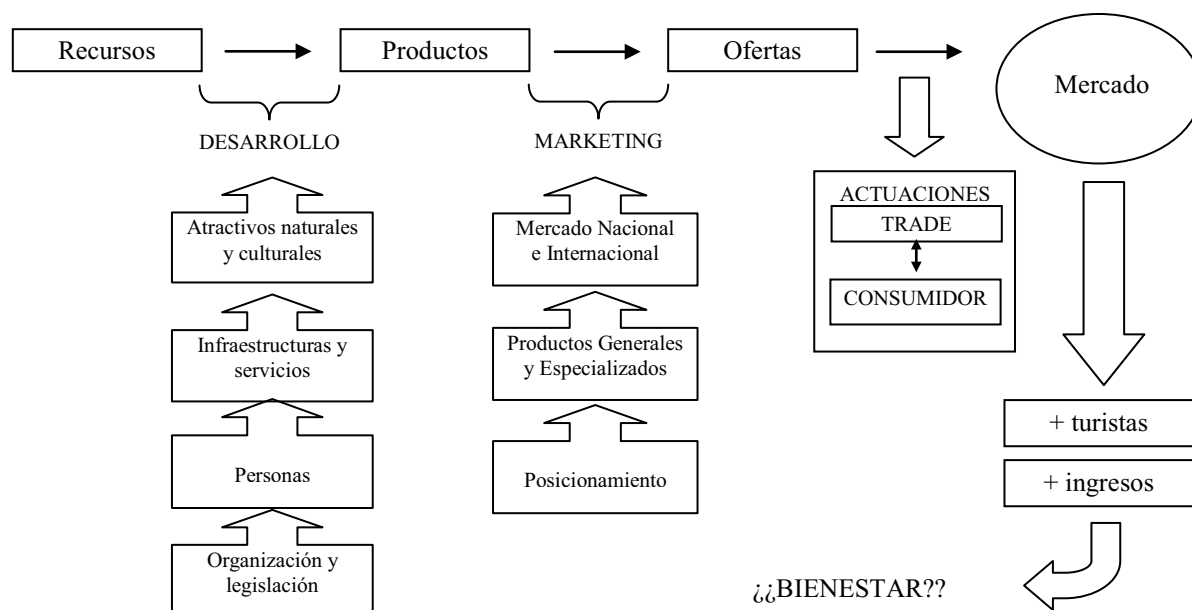 Recursos
Productos
Ofertas
Mercado
DESARROLLO
MARKETING
Atractivos naturales
y culturales
Infraestructuras y
servicios
Personas
Organización y
legislación
Mercado Nacional
e Internacional
Productos Generales
y Especializados
Posicionamiento
ACTUACIONES
TRADE
CONSUMIDOR
+ turistas
+ ingresos
¿¿BIENESTAR??